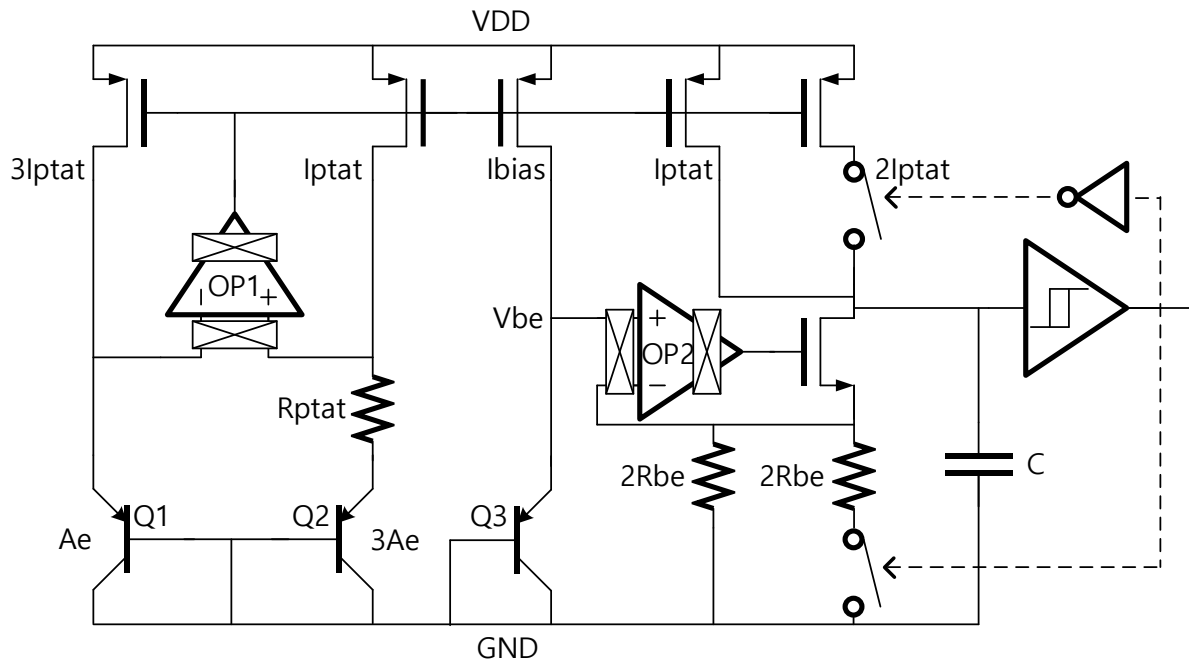 VDD
3Iptat
Iptat
Ibias
Iptat
2Iptat
OP1
− +
Vbe
+
OP2
−
Rptat
2Rbe
2Rbe
C
Q1
Q2
Q3
Ae
3Ae
GND